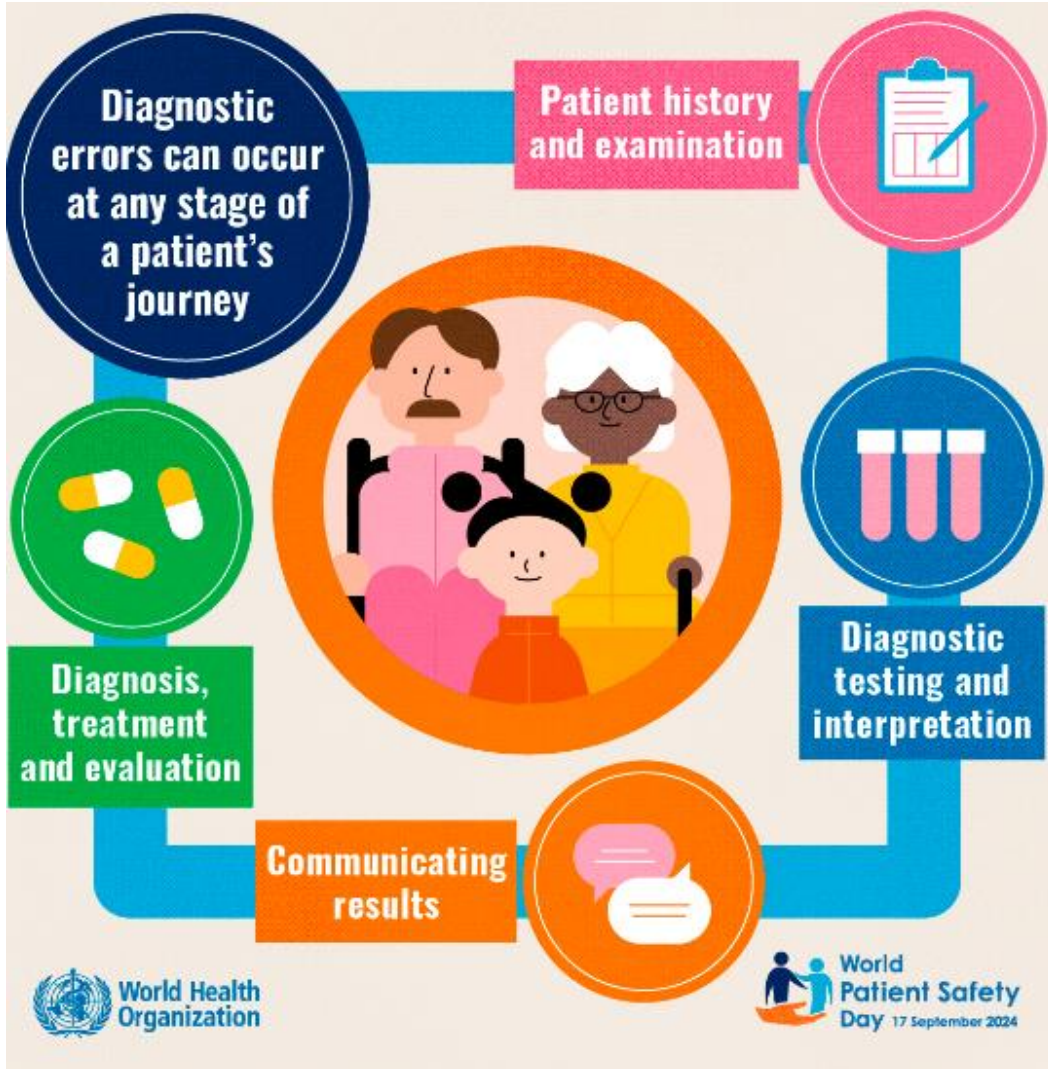 Diagnostic
errors can occur
at any stage of
a patient's
journey
Patient history
and examination
Diagnostic
testing and
interpretation
Communicating
results
Diagnosis,
treatment
and evaluation
World Health
Organization
World
Patient Safety
Day 17 September 2024